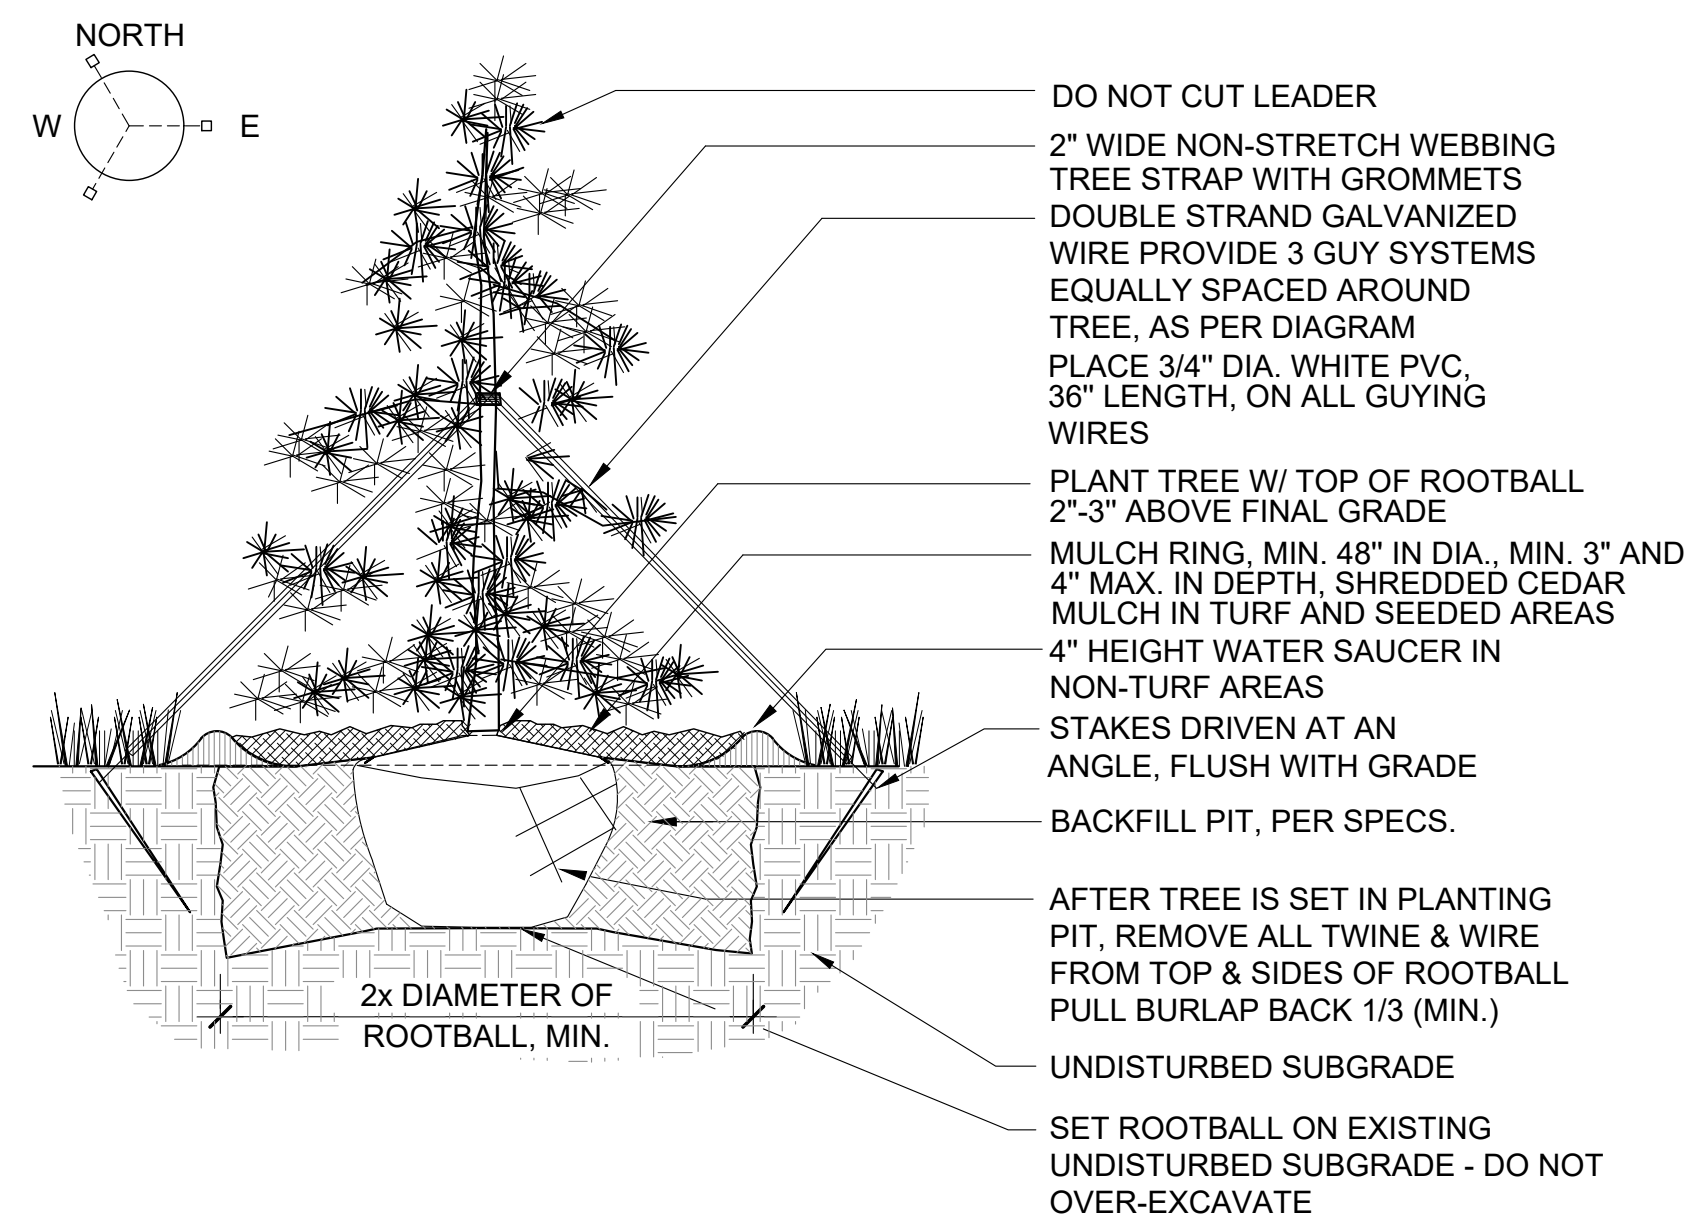 NORTH
W
E
DO NOT CUT LEADER
2" WIDE NON-STRETCH WEBBING
TREE STRAP WITH GROMMETS
DOUBLE STRAND GALVANIZED
WIRE PROVIDE 3 GUY SYSTEMS
EQUALLY SPACED AROUND
TREE, AS PER DIAGRAM
PLACE 3/4" DIA. WHITE PVC,
36" LENGTH, ON ALL GUYING
WIRES
PLANT TREE W/ TOP OF ROOTBALL
2"-3" ABOVE FINAL GRADE
MULCH RING, MIN. 48" IN DIA., MIN. 3" AND
4" MAX. IN DEPTH, SHREDDED CEDAR
MULCH IN TURF AND SEEDED AREAS
4" HEIGHT WATER SAUCER IN
NON-TURF AREAS
STAKES DRIVEN AT AN
ANGLE, FLUSH WITH GRADE
BACKFILL PIT, PER SPECS.
AFTER TREE IS SET IN PLANTING
PIT, REMOVE ALL TWINE & WIRE
FROM TOP & SIDES OF ROOTBALL
PULL BURLAP BACK 1/3 (MIN.)
2x DIAMETER OF
ROOTBALL, MIN.
UNDISTURBED SUBGRADE
SET ROOTBALL ON EXISTING
UNDISTURBED SUBGRADE - DO NOT
OVER-EXCAVATE